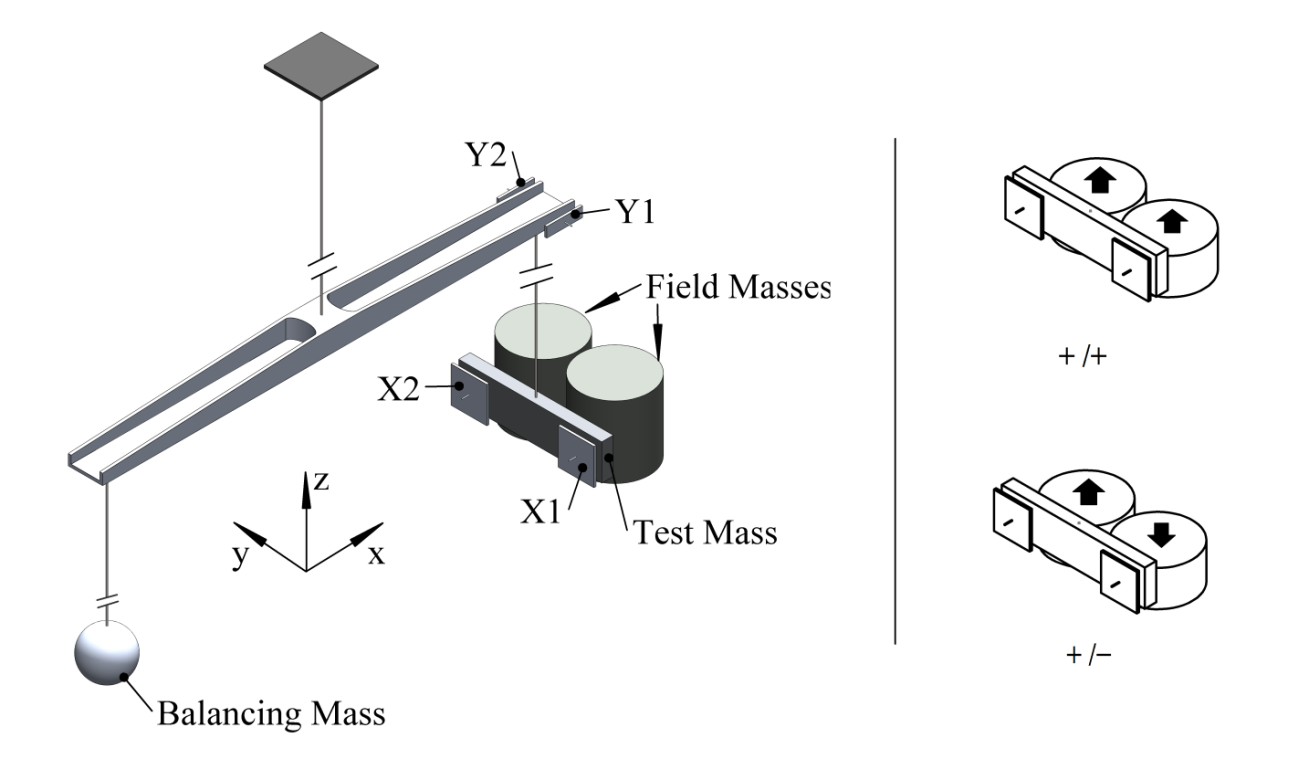 Y2
Y1
Field Masses
X2
X1
Test Mass
z
y
x
Balancing Mass
+/+
+/−